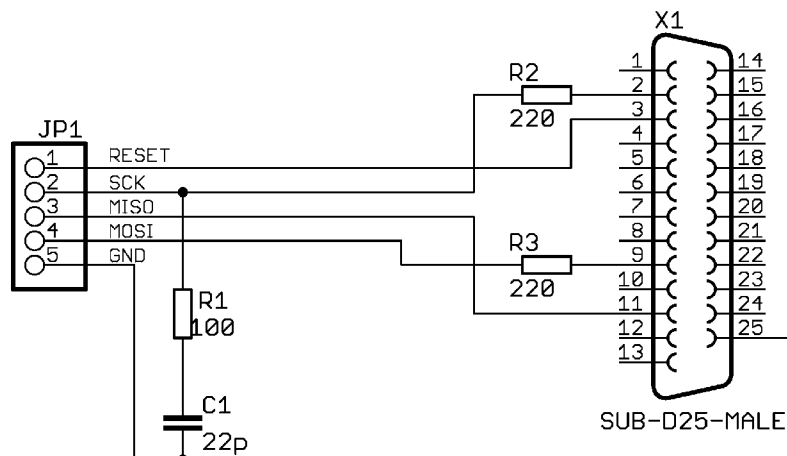 X1
1 14
2 15
3 16
4 17
5 18
6 19
7 20
8 21
9 22
10 23
11 24
12 25
13
SUB-D25-MALE
R2
220
R3
220
JP1
1 RESET
2 SCK
3 MISO
4 MOSI
5 GND
R1
100
C1
22p